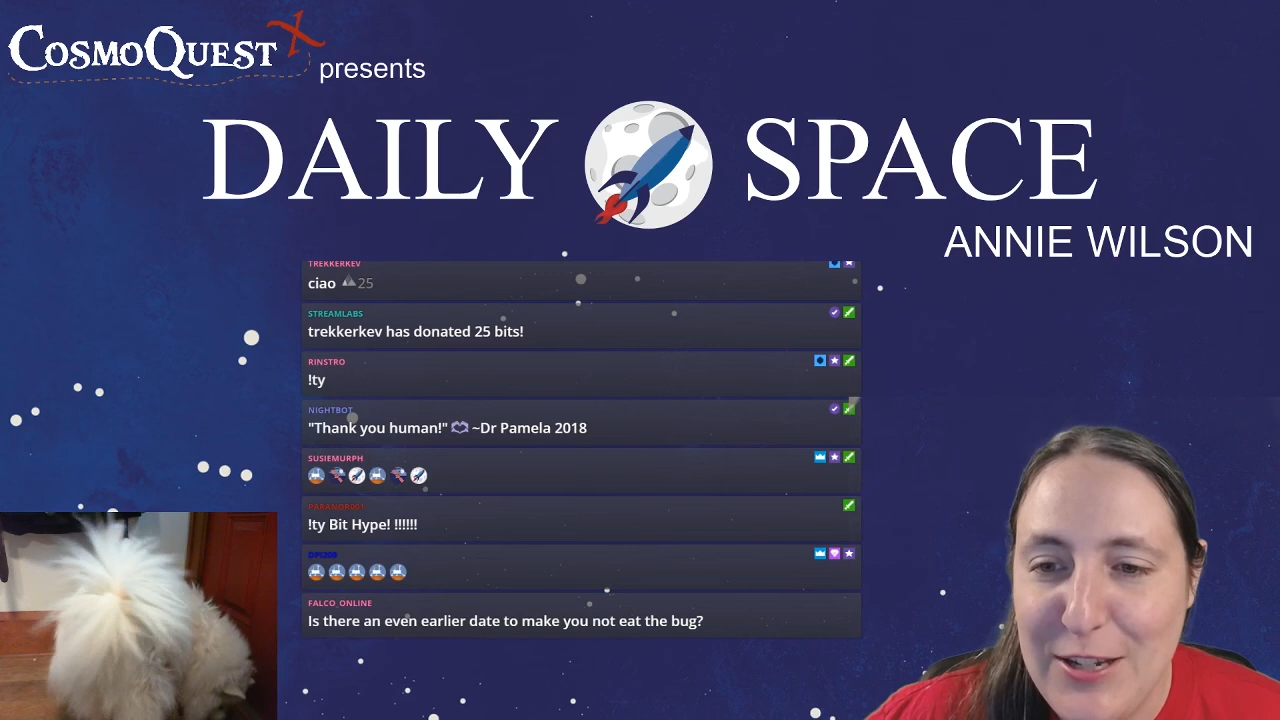 COSMOQUEST X
presents
DAILY SPACE
ANNIE WILSON
TREKKERKEV
ciao 25
STREAMLABS
trekkerkev has donated 25 bits!
RINSTRO
!ty
NIGHTBOT
"Thank you human!" ~Dr Pamela 2018
SUSIEMURPH
PARANOR001
!ty Bit Hype! !!!!!!
DPI209
FALCO_ONLINE
Is there an even earlier date to make you not eat the bug?